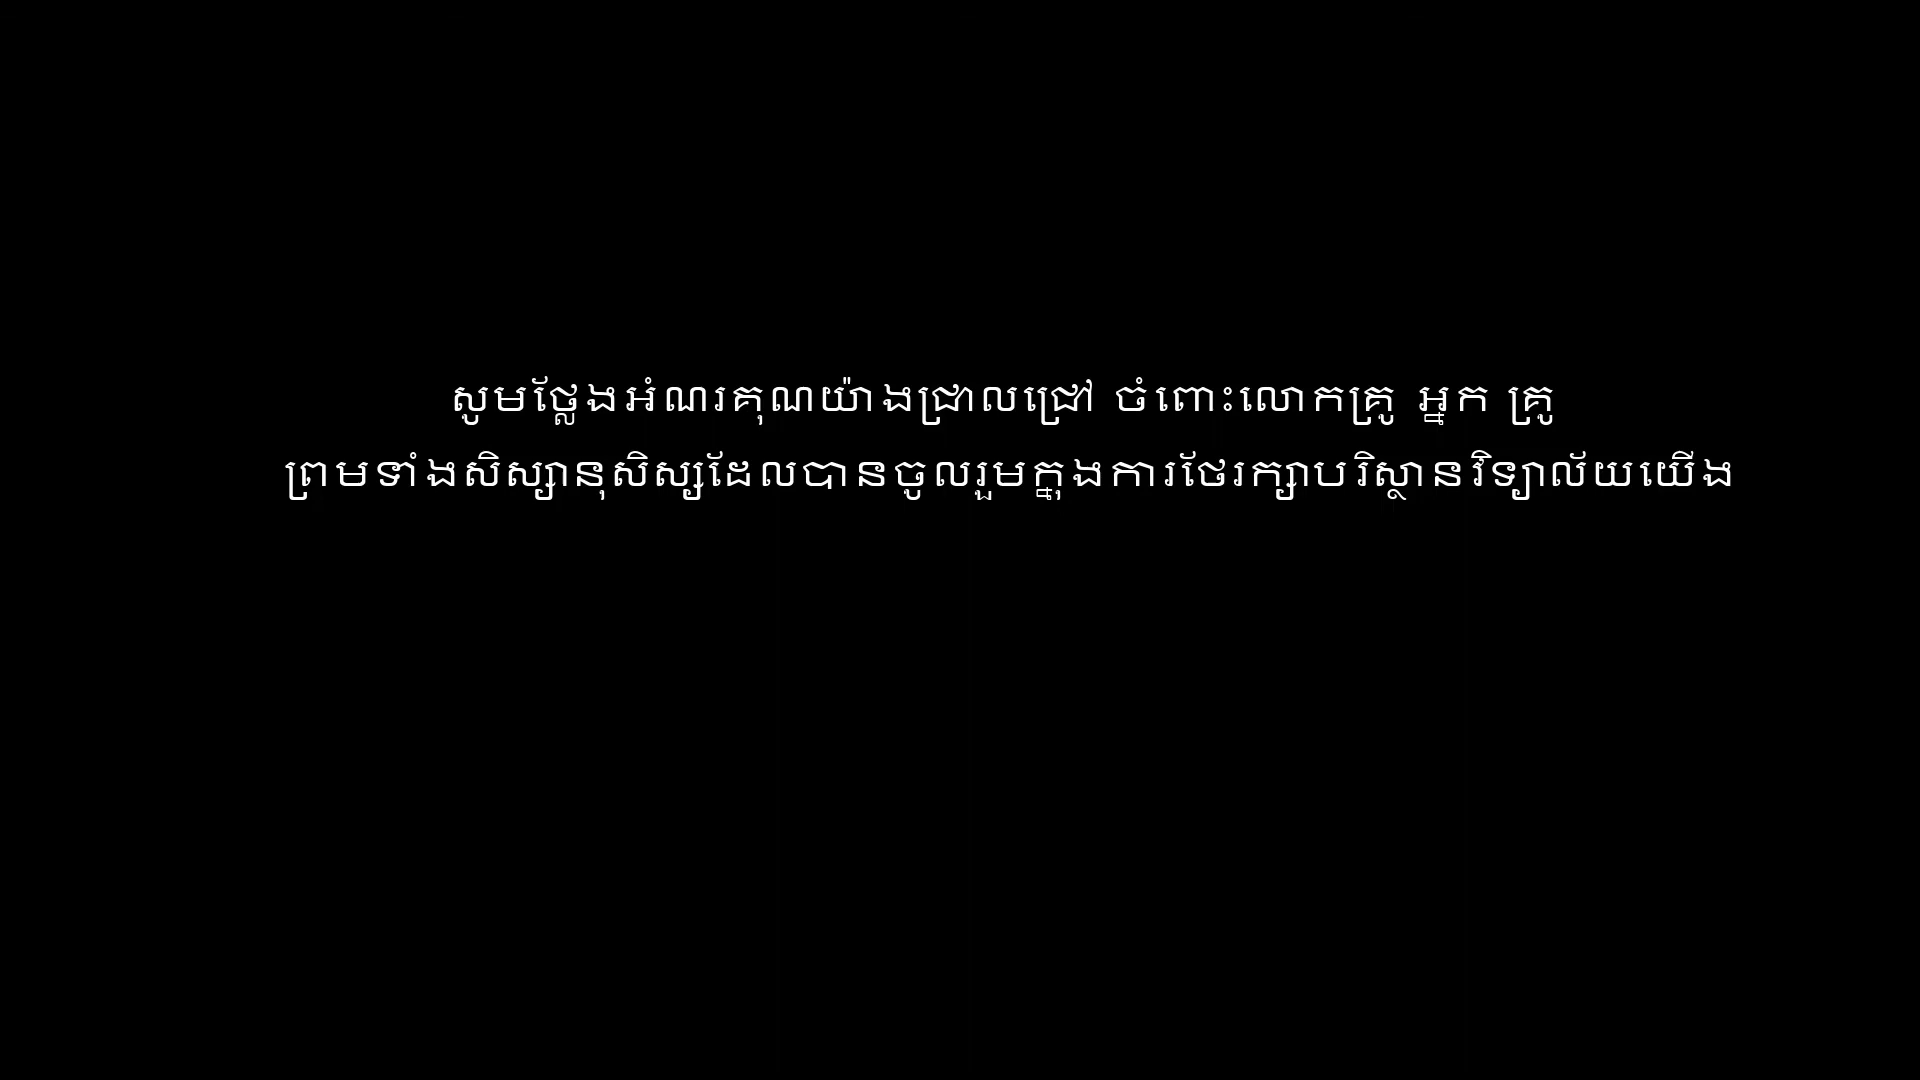 សូមថ្លែងអំណរគុណយ៉ាងជ្រាលជ្រៅ ចំពោះលោកគ្រូ អ្នក គ្រូ
ព្រមទាំងសិស្សានុសិស្សដែលបានចូលរួមក្នុងការថែរក្សាបរិស្ថានវិទ្យាល័យយើង